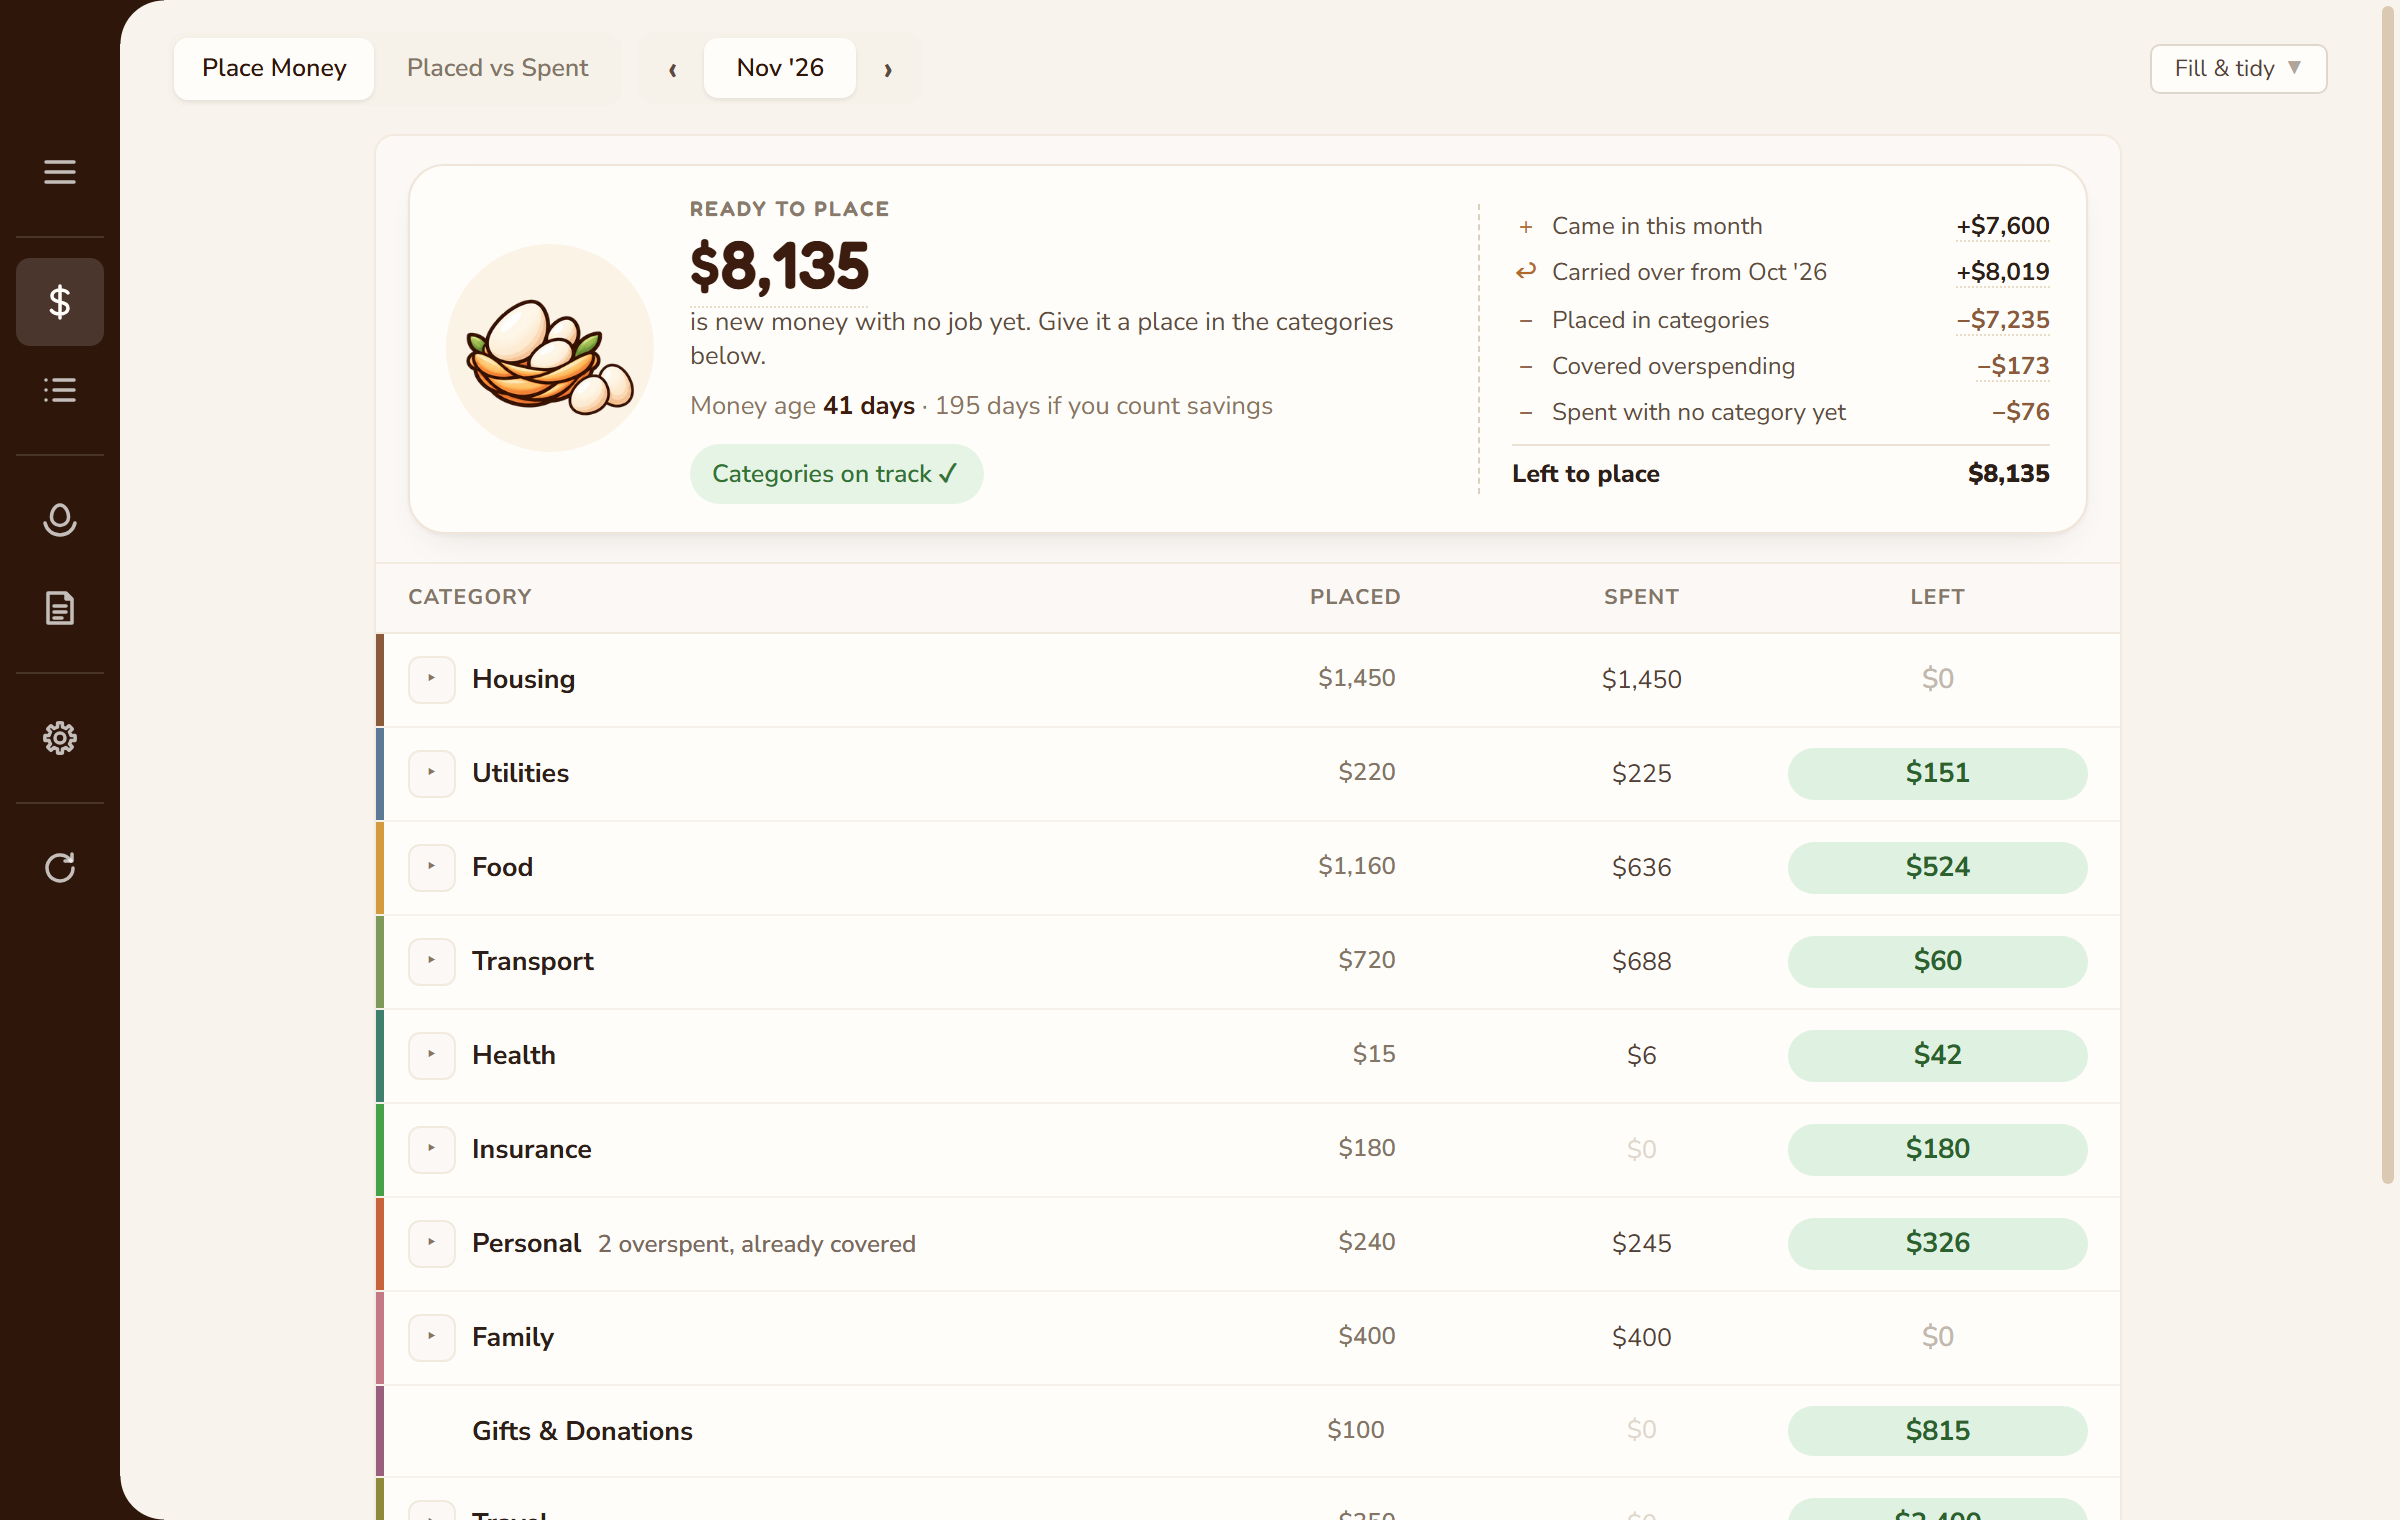 Place Money
Placed vs Spent
‹
Nov '26
›
Fill & tidy ▼
READY TO PLACE
$8,135
is new money with no job yet. Give it a place in the categories
below.
Money age 41 days · 195 days if you count savings
Categories on track ✓
+ Came in this month +$7,600
↩ Carried over from Oct '26 +$8,019
− Placed in categories −$7,235
− Covered overspending −$173
− Spent with no category yet −$76
Left to place $8,135
CATEGORY PLACED SPENT LEFT
Housing $1,450 $1,450 $0
Utilities $220 $225 $151
Food $1,160 $636 $524
Transport $720 $688 $60
Health $15 $6 $42
Insurance $180 $0 $180
Personal 2 overspent, already covered $240 $245 $326
Family $400 $400 $0
Gifts & Donations $100 $0 $815
Travel $350 $0 $2,400